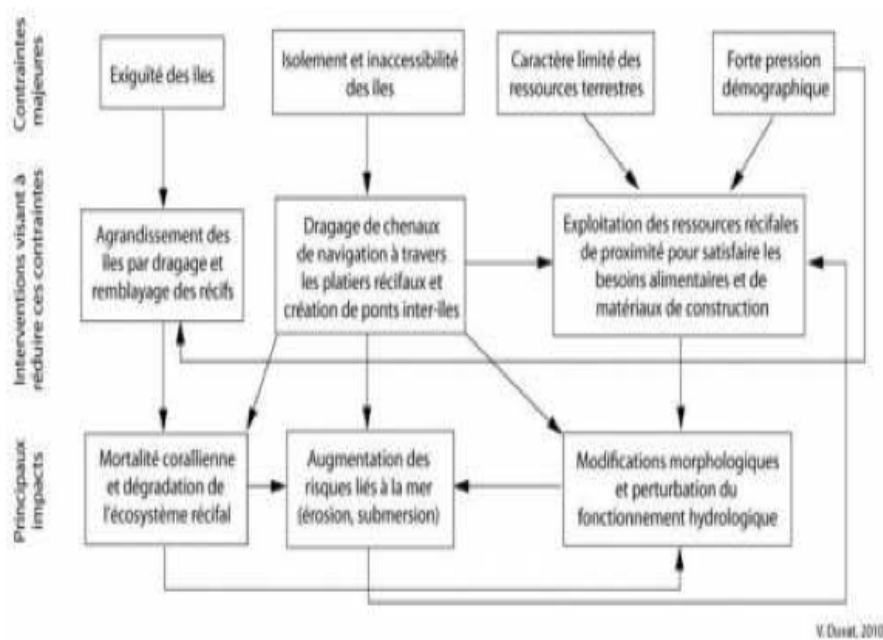 Contraintes
majeures
Exiguïté des îles
Isolement et inaccessibilité
des îles
Caractère limité des
ressources terrestres
Forte pression
démographique
Interventions visant à
réduire ces contraintes
Agrandissement des
îles par dragage et
remblayage des récifs
Dragage de chenaux
de navigation à travers
les platiers récifaux et
création de ponts inter-îles
Exploitation des ressources récifales
de proximité pour satisfaire les
besoins alimentaires et de
matériaux de construction
Principaux
impacts
Mortalité corallienne
et dégradation de
l'écosystème récifal
Augmentation des
risques liés à la mer
(érosion, submersion)
Modifications morphologiques
et perturbation du
fonctionnement hydrologique
V. Duvat, 2010